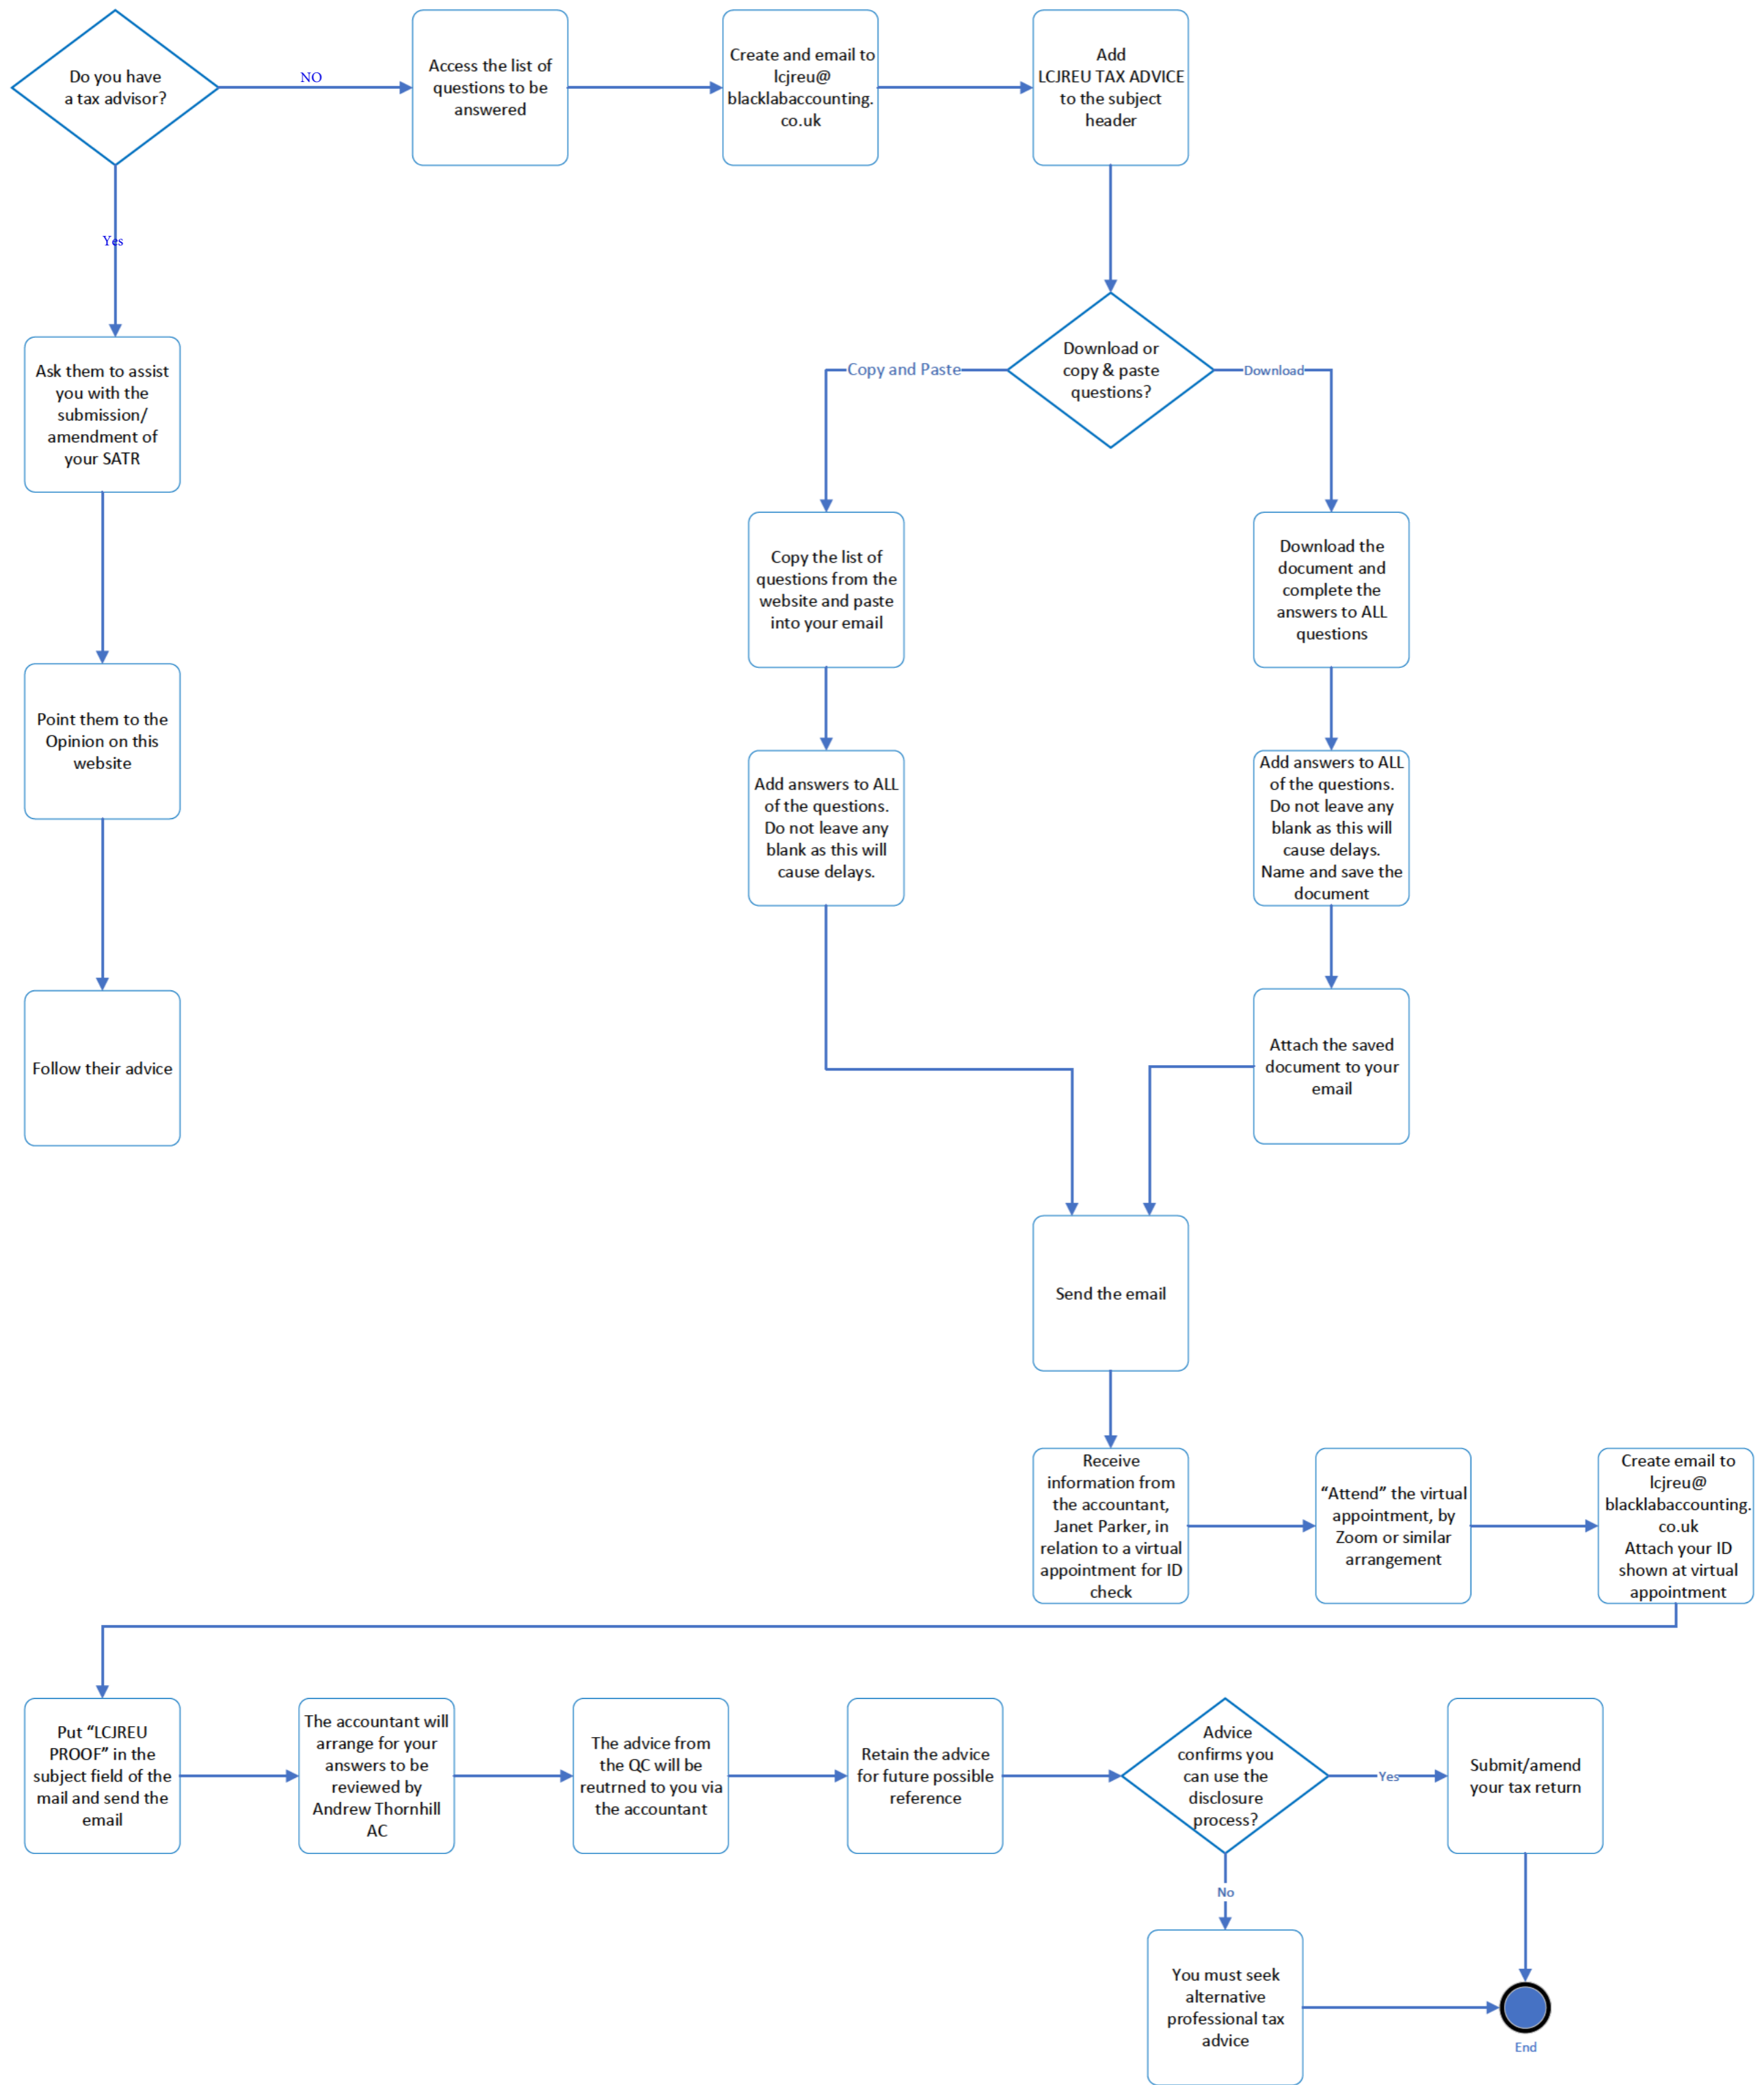 Do you have
a tax advisor?
NO
Access the list of
questions to be
answered
Create and email to
lcjreu@
blacklabaccounting.
co.uk
Add
LCJREU TAX ADVICE
to the subject
header
Yes
Ask them to assist
you with the
submission/
amendment of
your SATR
Point them to the
Opinion on this
website
Follow their advice
Download or
copy & paste
questions?
Copy and Paste
Download
Copy the list of
questions from the
website and paste
into your email
Download the
document and
complete the
answers to ALL
questions
Add answers to ALL
of the questions.
Do not leave any
blank as this will
cause delays.
Add answers to ALL
of the questions.
Do not leave any
blank as this will
cause delays.
Name and save the
document
Attach the saved
document to your
email
Send the email
Receive
information from
the accountant,
Janet Parker, in
relation to a virtual
appointment for ID
check
“Attend” the virtual
appointment, by
Zoom or similar
arrangement
Create email to
lcjreu@
blacklabaccounting.
co.uk
Attach your ID
shown at virtual
appointment
Put “LCJREU
PROOF” in the
subject field of the
mail and send the
email
The accountant will
arrange for your
answers to be
reviewed by
Andrew Thornhill
AC
The advice from
the QC will be
reutrned to you via
the accountant
Retain the advice
for future possible
reference
Advice
confirms you
can use the
disclosure
process?
Yes
Submit/amend
your tax return
No
You must seek
alternative
professional tax
advice
End